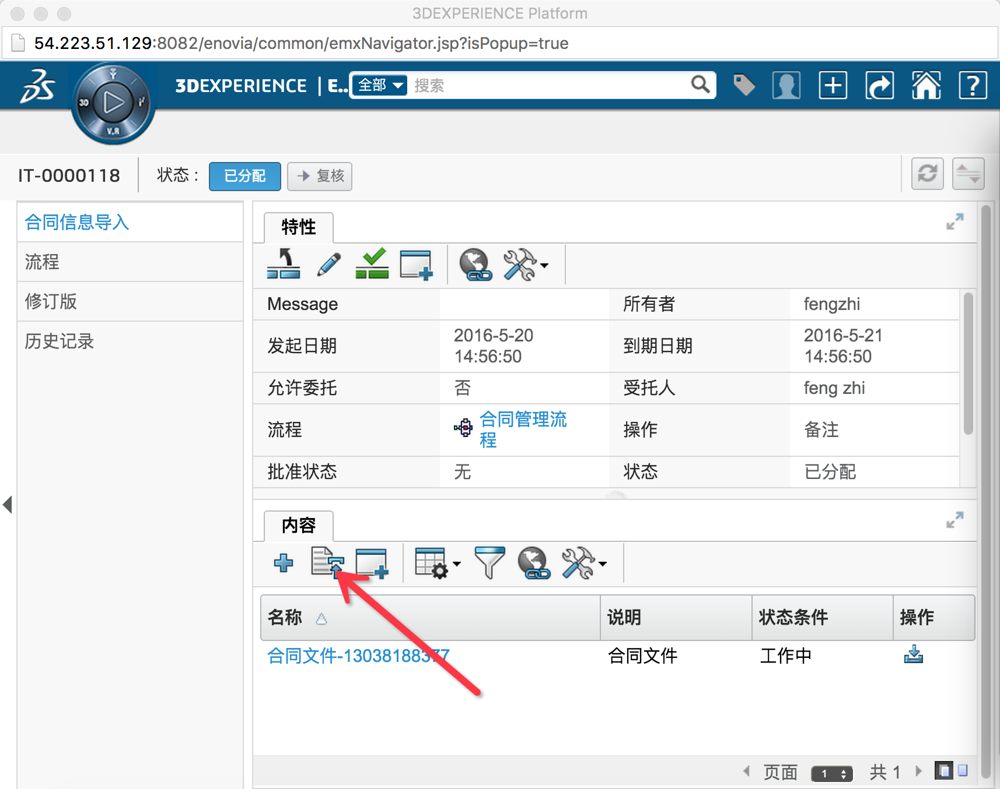 3DEXPERIENCE Platform
54.223.51.129:8082/enovia/common/emxNavigator.jsp?isPopup=true
3DEXPERIENCE | E..
全部
搜索
3D
V,R
i²
IT-0000118
状态 :
已分配
复核
合同信息导入
流程
修订版
历史记录
特性
Message
所有者
fengzhi
发起日期
2016-5-20
14:56:50
到期日期
2016-5-21
14:56:50
允许委托
否
受托人
feng zhi
流程
合同管理流
程
操作
备注
批准状态
无
状态
已分配
内容
名称
说明
状态条件
操作
合同文件-13038188377
合同文件
工作中
页面
1
共 1